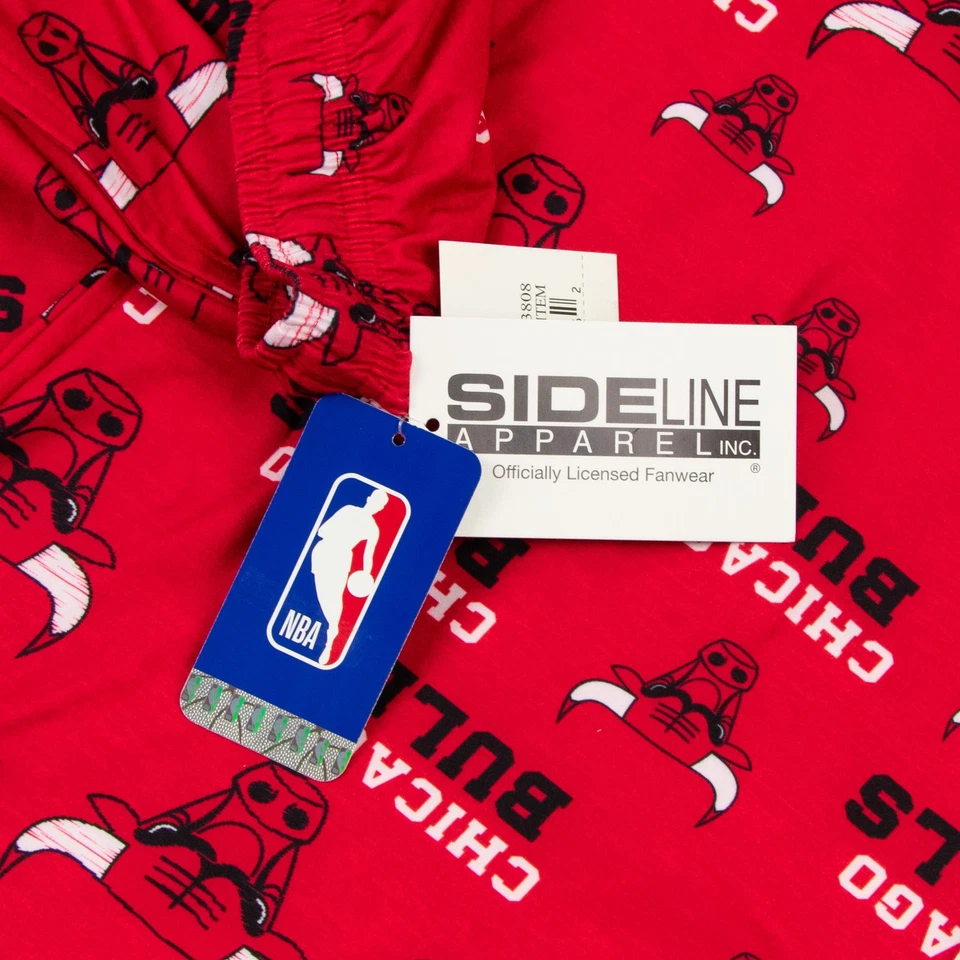 3808
ITEM
2
SIDELINE
APPAREL INC.
®
Officially Licensed Fanwear
NBA
CHICAGO
BULLS
CHICAGO
BULLS